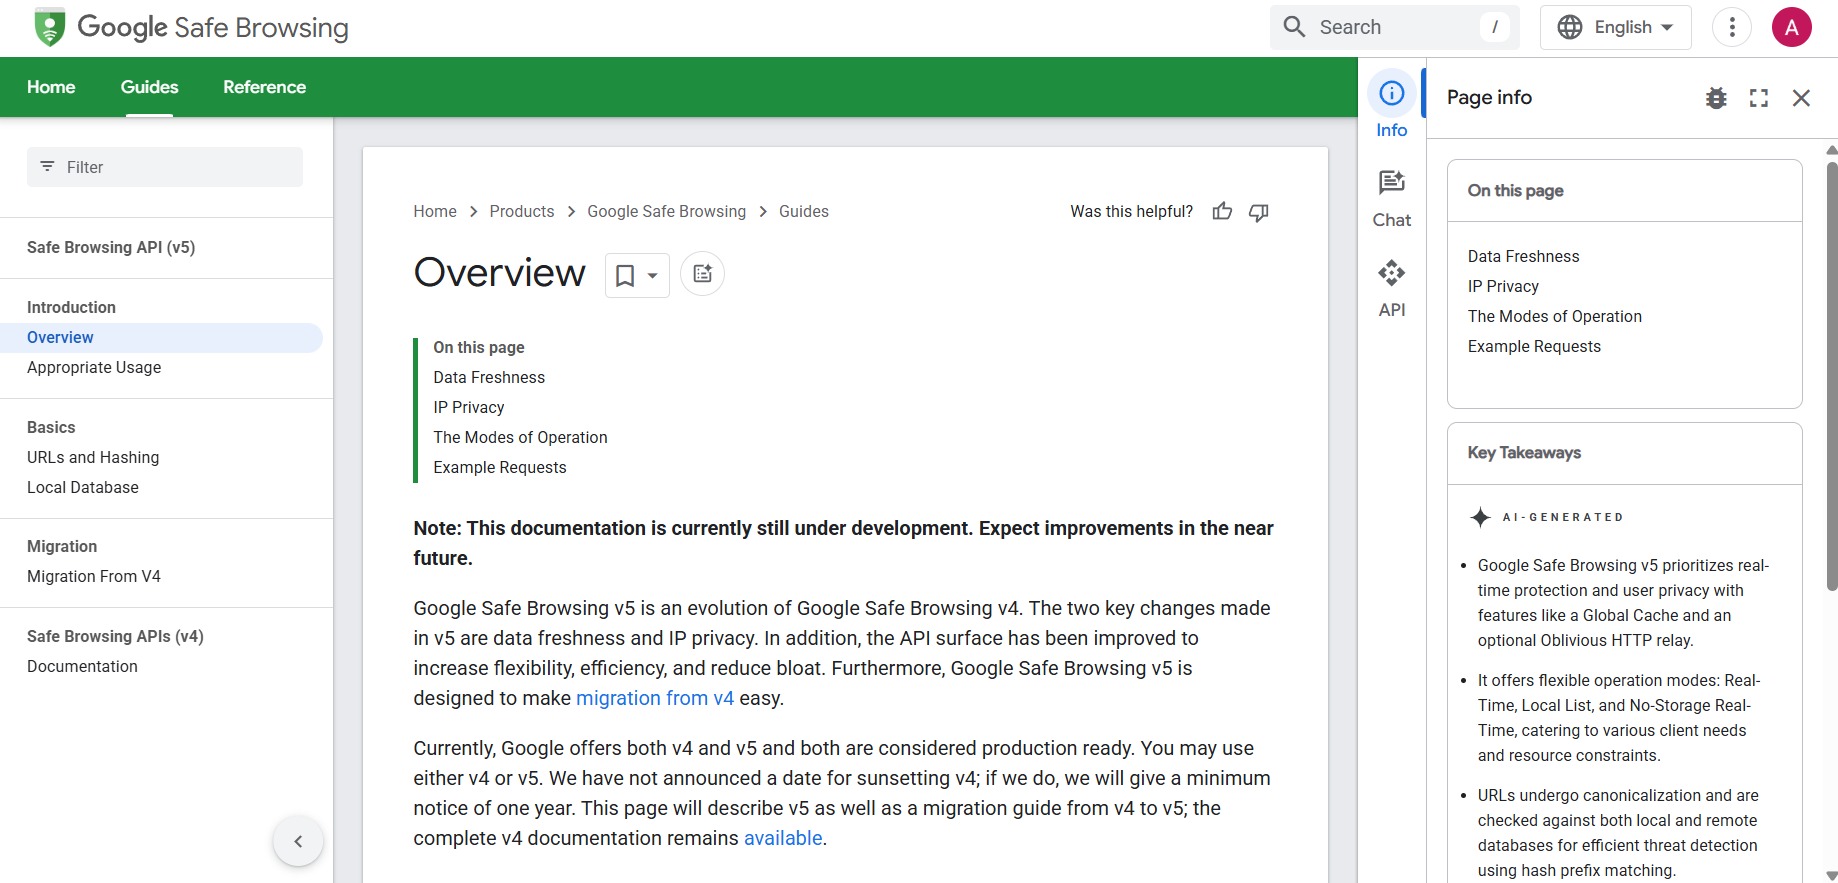 Google Safe Browsing
Search /
English
A
Home Guides Reference
Filter
Safe Browsing API (v5)
Introduction
Overview
Appropriate Usage
Basics
URLs and Hashing
Local Database
Migration
Migration From V4
Safe Browsing APIs (v4)
Documentation
Home > Products > Google Safe Browsing > Guides
Was this helpful?
Overview
On this page
Data Freshness
IP Privacy
The Modes of Operation
Example Requests
Note: This documentation is currently still under development. Expect improvements in the near
future.
Google Safe Browsing v5 is an evolution of Google Safe Browsing v4. The two key changes made
in v5 are data freshness and IP privacy. In addition, the API surface has been improved to
increase flexibility, efficiency, and reduce bloat. Furthermore, Google Safe Browsing v5 is
designed to make migration from v4 easy.
Currently, Google offers both v4 and v5 and both are considered production ready. You may use
either v4 or v5. We have not announced a date for sunsetting v4; if we do, we will give a minimum
notice of one year. This page will describe v5 as well as a migration guide from v4 to v5; the
complete v4 documentation remains available.
Info
Chat
API
Page info
On this page
Data Freshness
IP Privacy
The Modes of Operation
Example Requests
Key Takeaways
AI-GENERATED
• Google Safe Browsing v5 prioritizes real-
time protection and user privacy with
features like a Global Cache and an
optional Oblivious HTTP relay.
• It offers flexible operation modes: Real-
Time, Local List, and No-Storage Real-
Time, catering to various client needs
and resource constraints.
• URLs undergo canonicalization and are
checked against both local and remote
databases for efficient threat detection
using hash prefix matching.